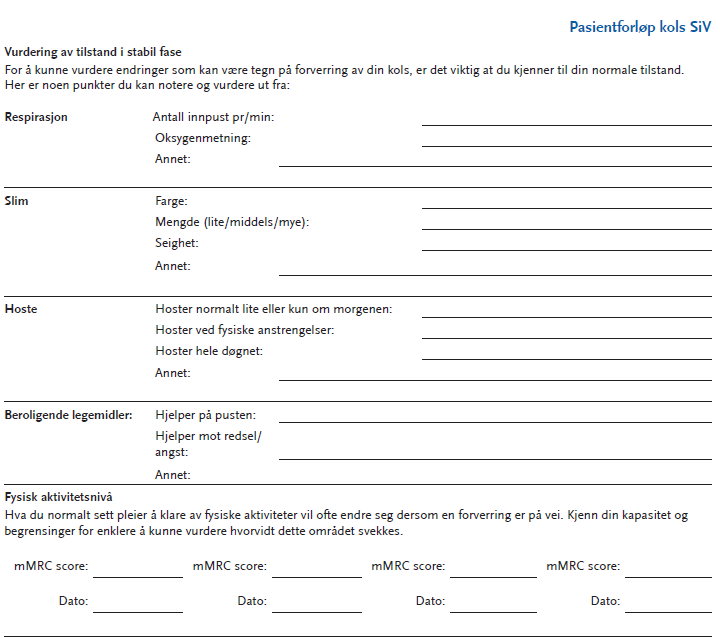 Pasientforløp kols SiV
Vurdering av tilstand i stabil fase
For å kunne vurdere endringer som kan være tegn på forverring av din kols, er det viktig at du kjenner til din normale tilstand.
Her er noen punkter du kan notere og vurdere ut fra:
Respirasjon Antall innpust pr/min:
Oksygenmetning:
Annet:
Slim Farge:
Mengde (lite/middels/mye):
Seighet:
Annet:
Hoste Hoster normalt lite eller kun om morgenen:
Hoster ved fysiske anstrengelser:
Hoster hele døgnet:
Annet:
Beroligende legemidler: Hjelper på pusten:
Hjelper mot redsel/
angst:
Annet:
Fysisk aktivitetsnivå
Hva du normalt sett pleier å klare av fysiske aktiviteter vil ofte endre seg dersom en forverring er på vei. Kjenn din kapasitet og
begrensinger for enklere å kunne vurdere hvorvidt dette området svekkes.
mMRC score: mMRC score: mMRC score: mMRC score:
Dato: Dato: Dato: Dato: